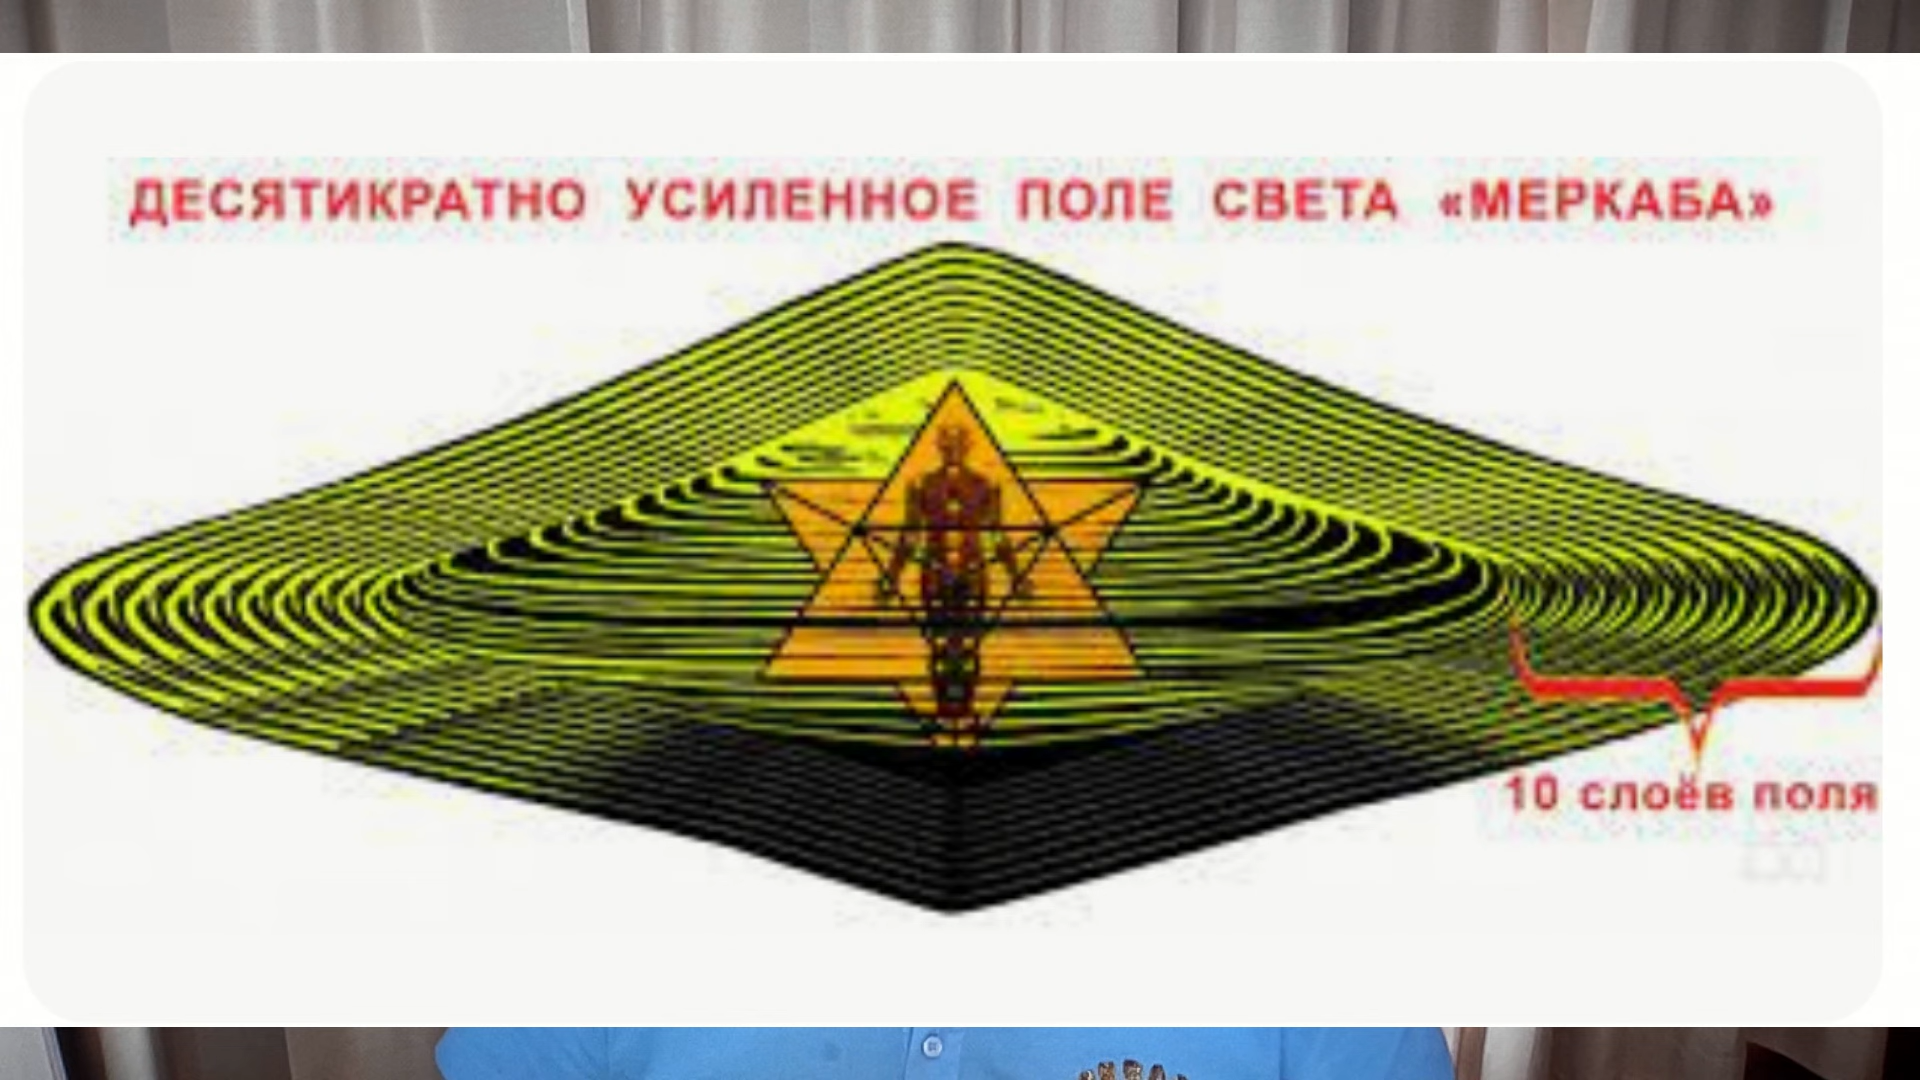 ДЕСЯТИКРАТНО УСИЛЕННОЕ ПОЛЕ СВЕТА «МЕРКАБА»
10 слоёв поля